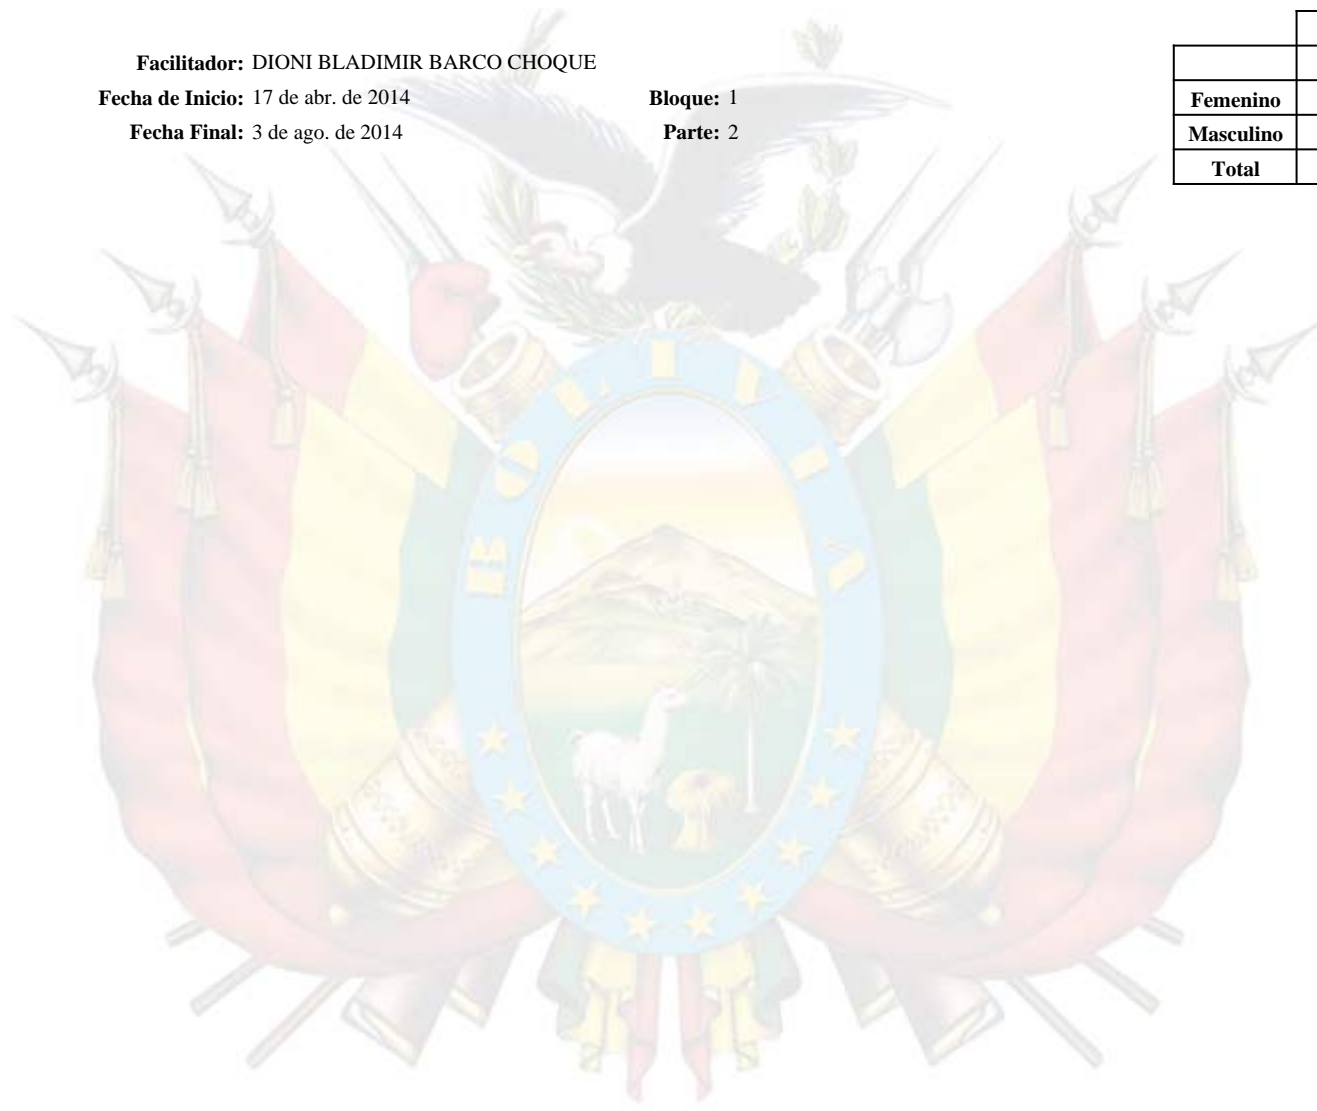 Facilitador: DIONI BLADIMIR BARCO CHOQUE
Fecha de Inicio: 17 de abr. de 2014 Bloque: 1
Fecha Final: 3 de ago. de 2014 Parte: 2
Femenino
Masculino
Total
BOLIVIA